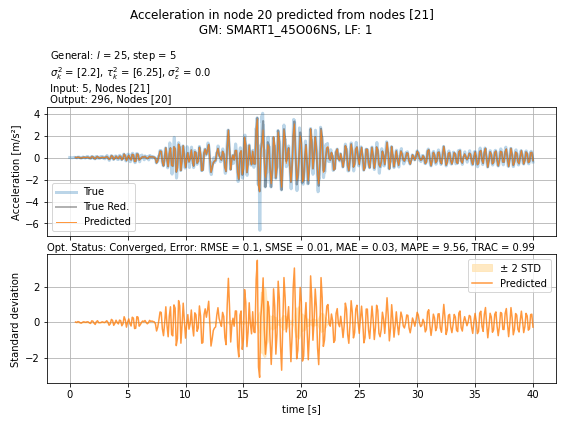 Acceleration in node 20 predicted from nodes [21]
GM: SMART1_45O06NS, LF: 1
General: l = 25, step = 5
σ²ₖ = [2.2], τ²ₖ = [6.25], σ²ε = 0.0
Input: 5, Nodes [21]
Output: 296, Nodes [20]
Acceleration [m/s²]
4
2
0
−2
−4
−6
True
True Red.
Predicted
Opt. Status: Converged, Error: RMSE = 0.1, SMSE = 0.01, MAE = 0.03, MAPE = 9.56, TRAC = 0.99
Standard deviation
2
0
−2
± 2 STD
Predicted
0 5 10 15 20 25 30 35 40
time [s]